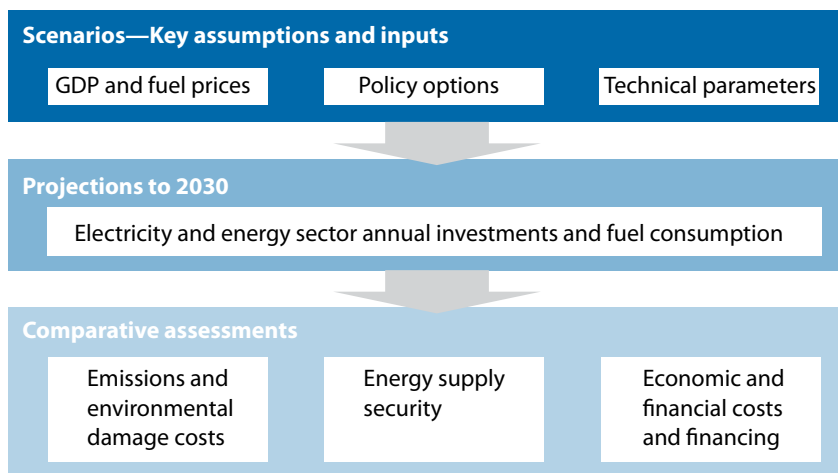 Scenarios—Key assumptions and inputs
GDP and fuel prices
Policy options
Technical parameters
Projections to 2030
Electricity and energy sector annual investments and fuel consumption
Comparative assessments
Emissions and
environmental
damage costs
Energy supply
security
Economic and
financial costs
and financing